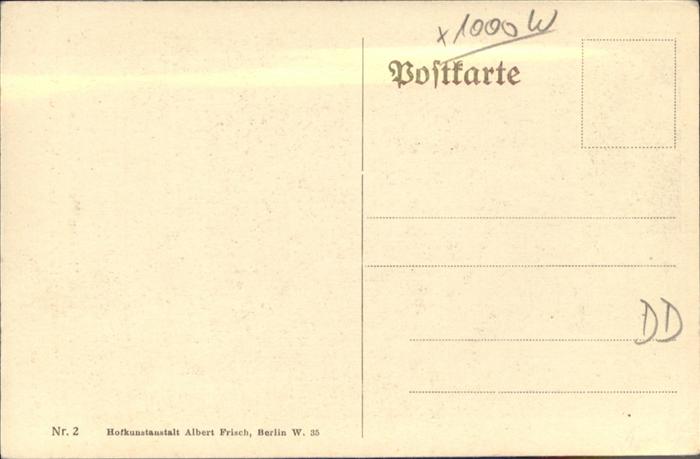 x1000 W
Postkarte
DD
Nr. 2 Hofkunstanstalt Albert Frisch, Berlin W. 35